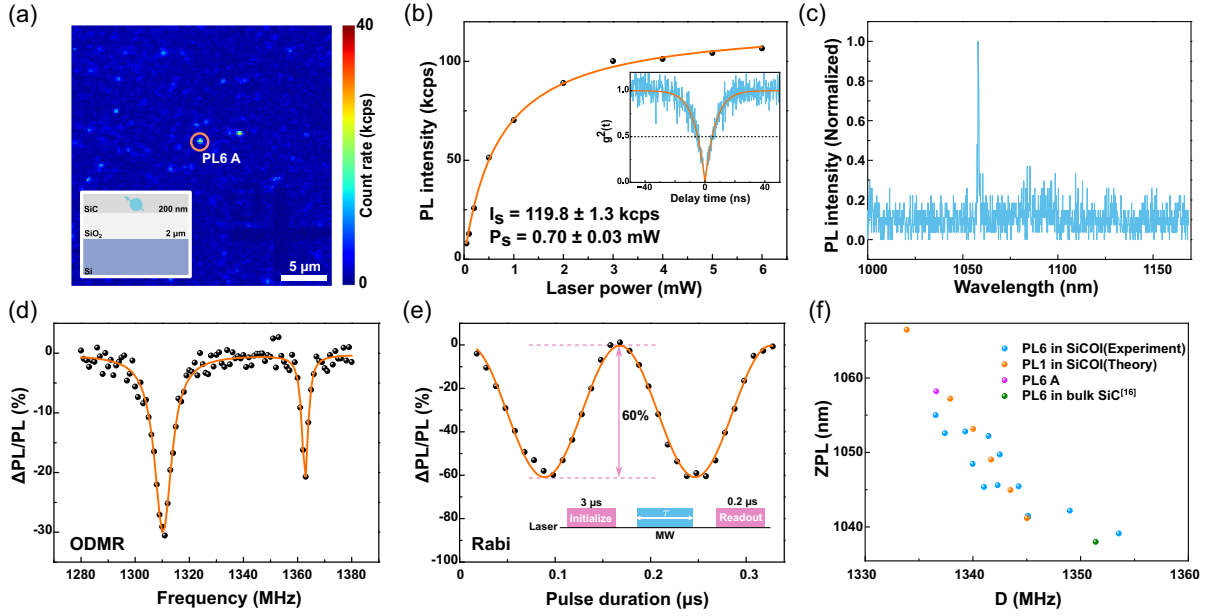 (a)
40
Count rate (kcps)
0
PL6 A
SiC
200 nm
SiO₂
2 µm
Si
5 µm
(b)
PL intensity (kcps)
100
50
0
0
1
2
3
4
5
6
Laser power (mW)
I_S = 119.8 ± 1.3 kcps
P_S = 0.70 ± 0.03 mW
g²(t)
1.0
0.5
0.0
-50
0
50
Delay time (ns)
(c)
PL intensity (Normalized)
1.0
0.8
0.6
0.4
0.2
0.0
1000
1050
1100
1150
Wavelength (nm)
(d)
ΔPL/PL (%)
0
-10
-20
-30
ODMR
1280
1300
1320
1340
1360
1380
Frequency (MHz)
(e)
ΔPL/PL (%)
0
-20
-40
-60
-80
-100
60%
3 µs
0.2 µs
Laser
Initialize
τ
Readout
MW
Rabi
0.0
0.1
0.2
0.3
Pulse duration (µs)
(f)
ZPL (nm)
1060
1050
1040
PL6 in SiCOI(Experiment)
PL1 in SiCOI(Theory)
PL6 A
PL6 in bulk SiC[16]
1330
1340
1350
1360
D (MHz)